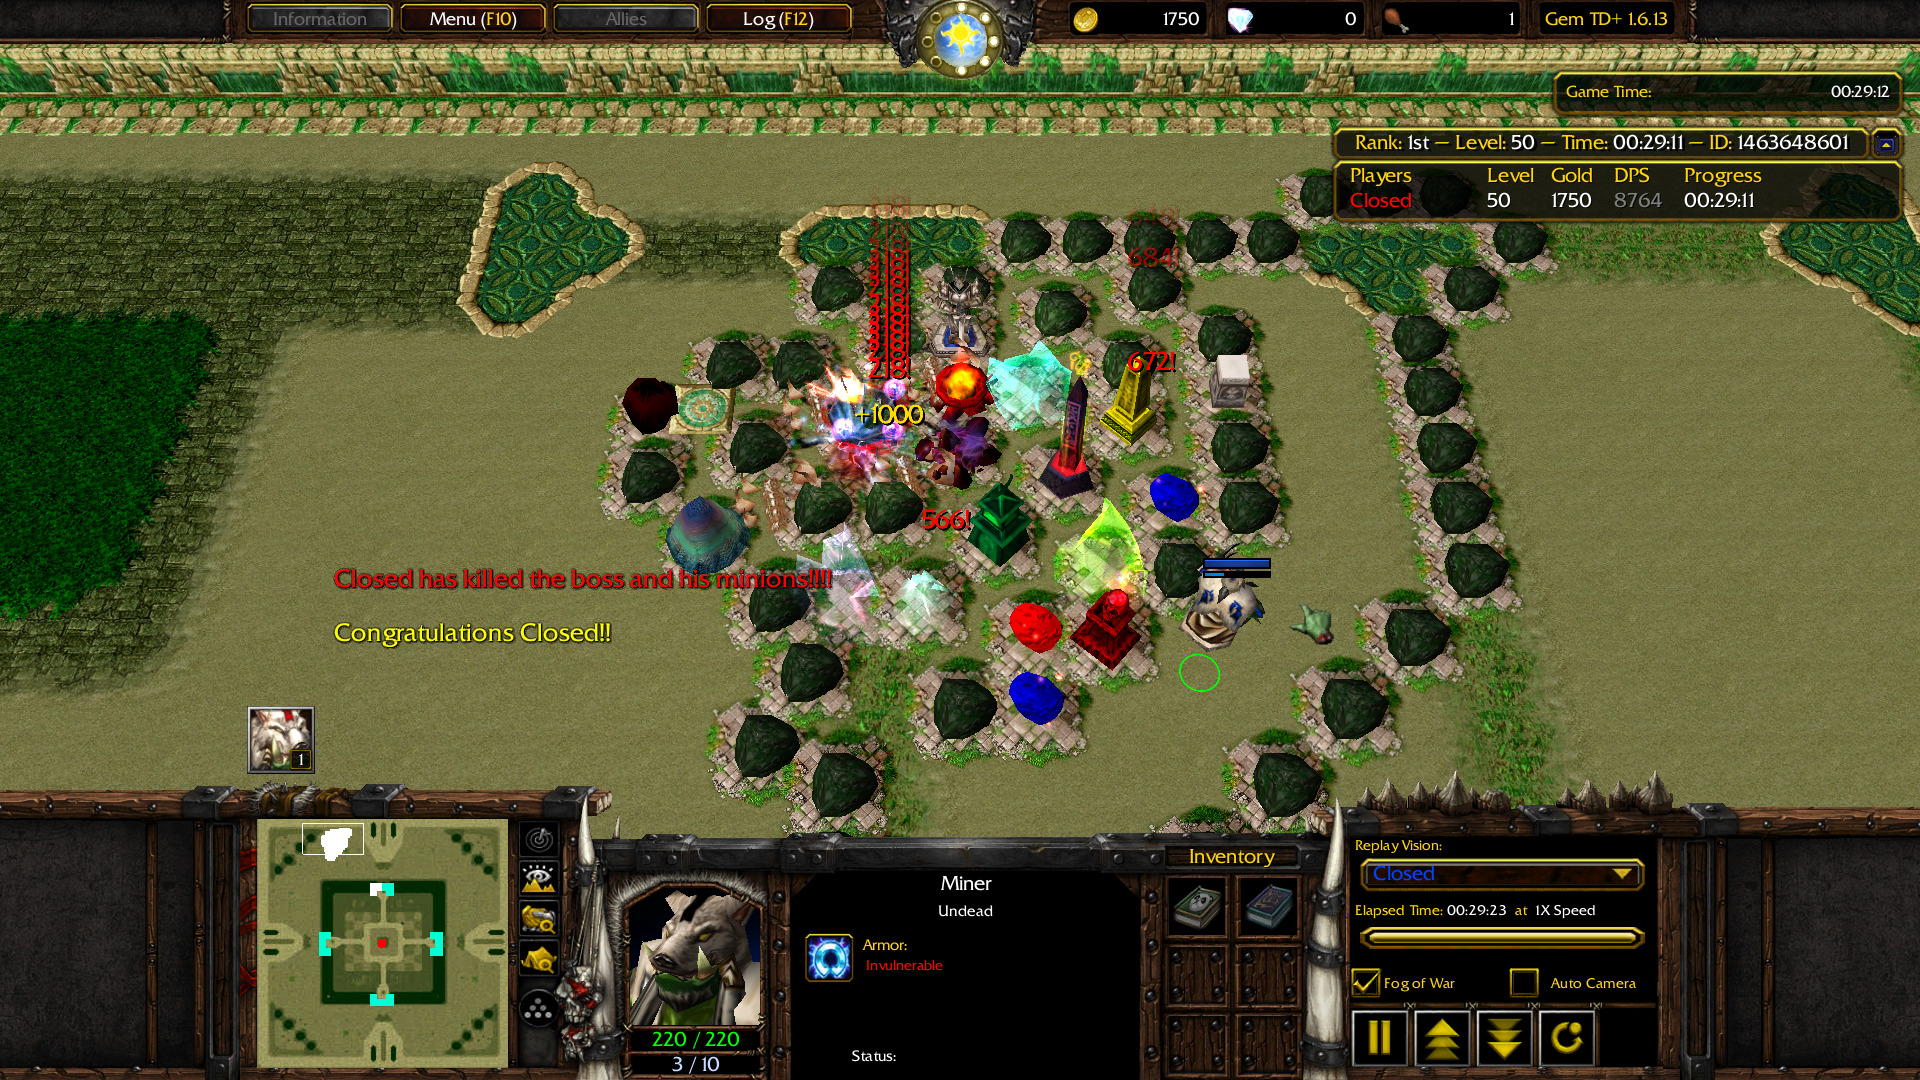 Information
Menu (F10)
Allies
Log (F12)
1750
0
1
Gem TD+ 1.6.13
Game Time:
00:29:12
Rank: 1st – Level: 50 – Time: 00:29:11 – ID: 1463648601
Players Level Gold DPS Progress
Closed 50 1750 8764 00:29:11
684!
672!
218!
+1000
566!
Closed has killed the boss and his minions!!!!
Congratulations Closed!!
1
Inventory
Miner
Undead
Armor:
Invulnerable
Status:
220 / 220
3 / 10
Replay Vision:
Closed
Elapsed Time: 00:29:23 at 1X Speed
Fog of War
Auto Camera